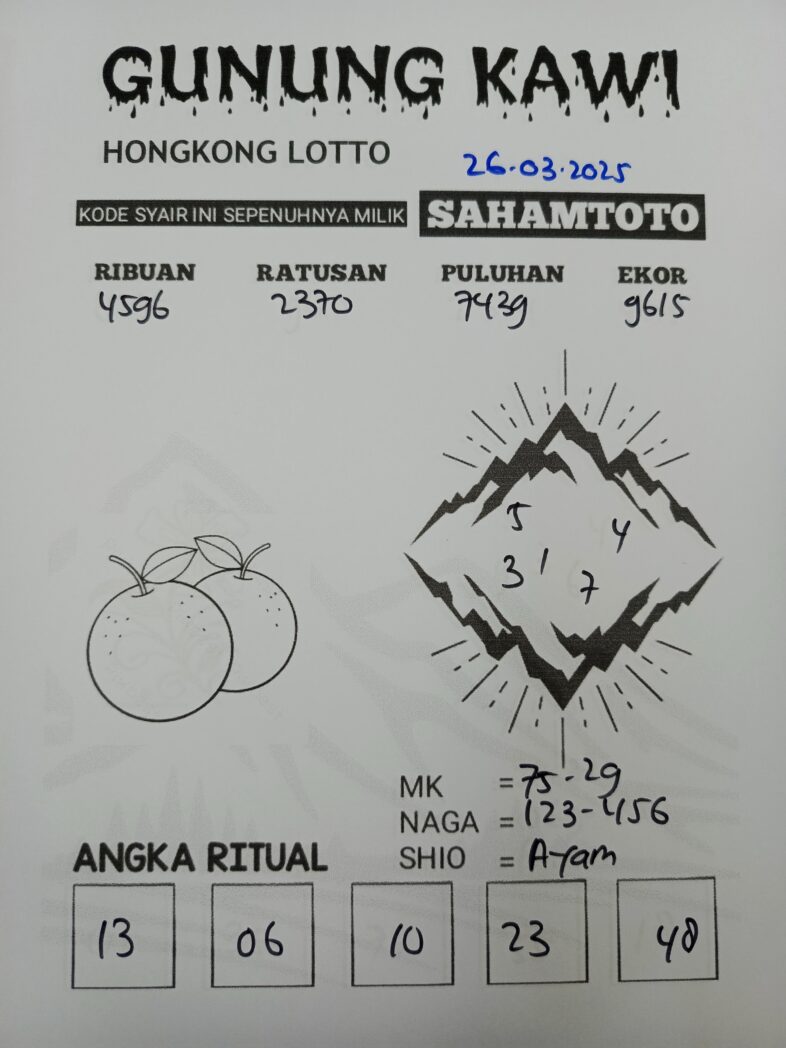 GUNUNG KAWI
HONGKONG LOTTO
26.03.2025
KODE SYAIR INI SEPENUHNYA MILIK SAHAMTOTO
RIBUAN RATUSAN PULUHAN EKOR
4596 2370 7439 9615
5 4
3 1 7
MK = 75-29
NAGA = 123-456
SHIO = Ayam
ANGKA RITUAL
13 06 10 23 48